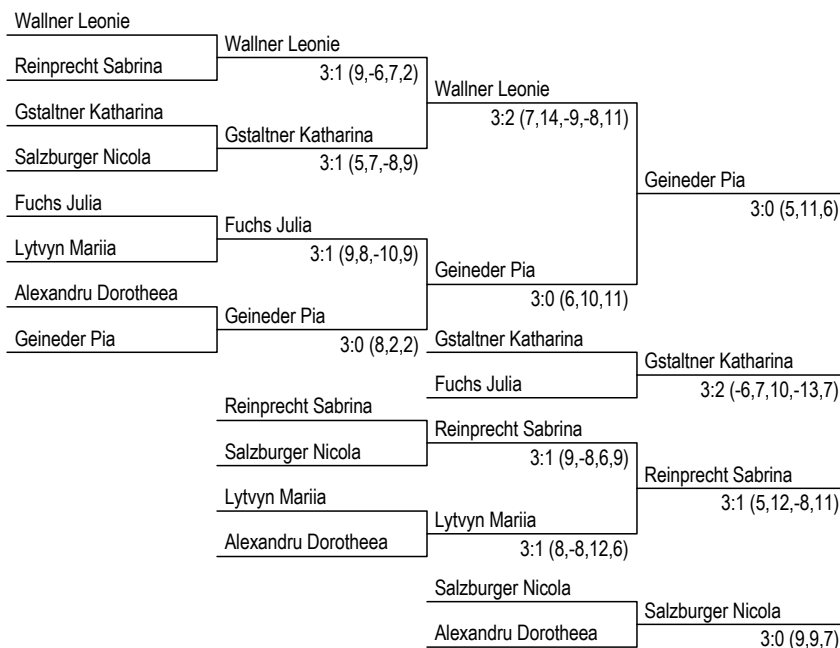 Wallner Leonie
Reinprecht Sabrina
Gstaltner Katharina
Salzburger Nicola
Fuchs Julia
Lytvyn Mariia
Alexandru Dorotheea
Geineder Pia
Wallner Leonie
3:1 (9,-6,7,2)
Gstaltner Katharina
3:1 (5,7,-8,9)
Fuchs Julia
3:1 (9,8,-10,9)
Geineder Pia
3:0 (8,2,2)
Wallner Leonie
3:2 (7,14,-9,-8,11)
Geineder Pia
3:0 (6,10,11)
Geineder Pia
3:0 (5,11,6)
Gstaltner Katharina
Fuchs Julia
Gstaltner Katharina
3:2 (-6,7,10,-13,7)
Reinprecht Sabrina
Salzburger Nicola
Lytvyn Mariia
Alexandru Dorotheea
Reinprecht Sabrina
3:1 (9,-8,6,9)
Lytvyn Mariia
3:1 (8,-8,12,6)
Reinprecht Sabrina
3:1 (5,12,-8,11)
Salzburger Nicola
Alexandru Dorotheea
Salzburger Nicola
3:0 (9,9,7)